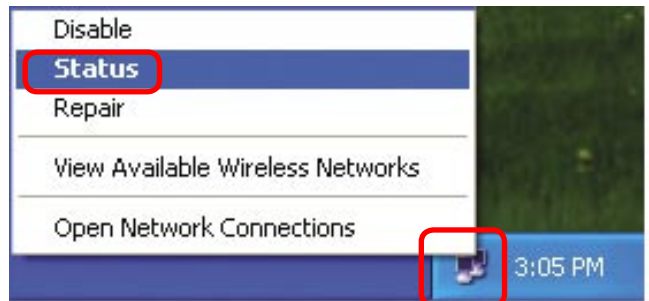 Disable
Status
Repair
View Available Wireless Networks
Open Network Connections
3:05 PM